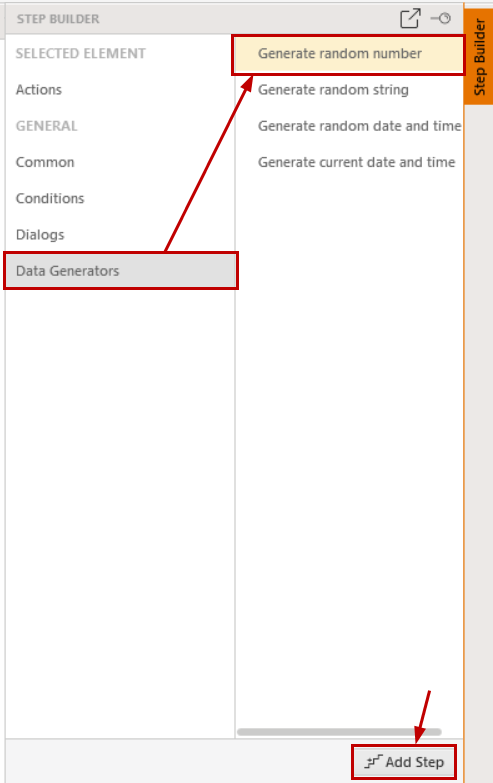 STEP BUILDER
SELECTED ELEMENT
Actions
GENERAL
Common
Conditions
Dialogs
Data Generators
Generate random number
Generate random string
Generate random date and time
Generate current date and time
Add Step
Step Builder